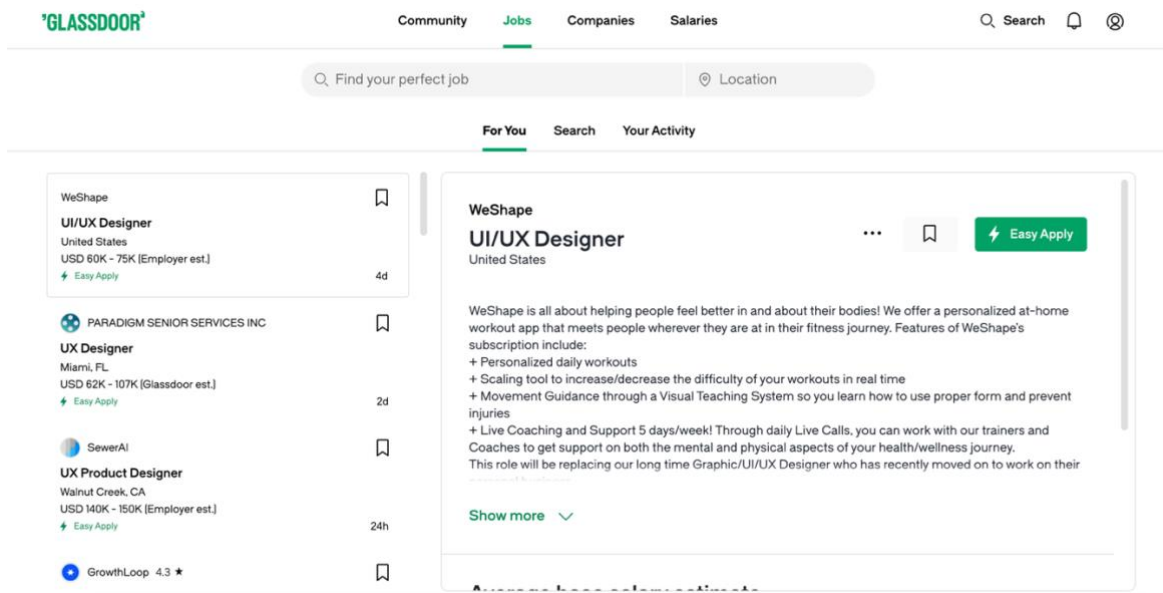 "GLASSDOOR"
Community Jobs Companies Salaries Search
Find your perfect job Location
For You Search Your Activity
WeShape
UI/UX Designer
United States
USD 60K - 75K (Employer est.)
Easy Apply 4d
PARADIGM SENIOR SERVICES INC
UX Designer
Miami, FL
USD 62K - 107K (Glassdoor est.)
Easy Apply 2d
SewerAI
UX Product Designer
Walnut Creek, CA
USD 140K - 150K (Employer est.)
Easy Apply 24h
GrowthLoop 4.3 ★
WeShape
UI/UX Designer
United States
••• Easy Apply
WeShape is all about helping people feel better in and about their bodies! We offer a personalized at-home
workout app that meets people wherever they are at in their fitness journey. Features of WeShape's
subscription include:
+ Personalized daily workouts
+ Scaling tool to increase/decrease the difficulty of your workouts in real time
+ Movement Guidance through a Visual Teaching System so you learn how to use proper form and prevent
injuries
+ Live Coaching and Support 5 days/week! Through daily Live Calls, you can work with our trainers and
Coaches to get support on both the mental and physical aspects of your health/wellness journey.
This role will be replacing our long time Graphic/UI/UX Designer who has recently moved on to work on their
Show more
Average base salary estimate